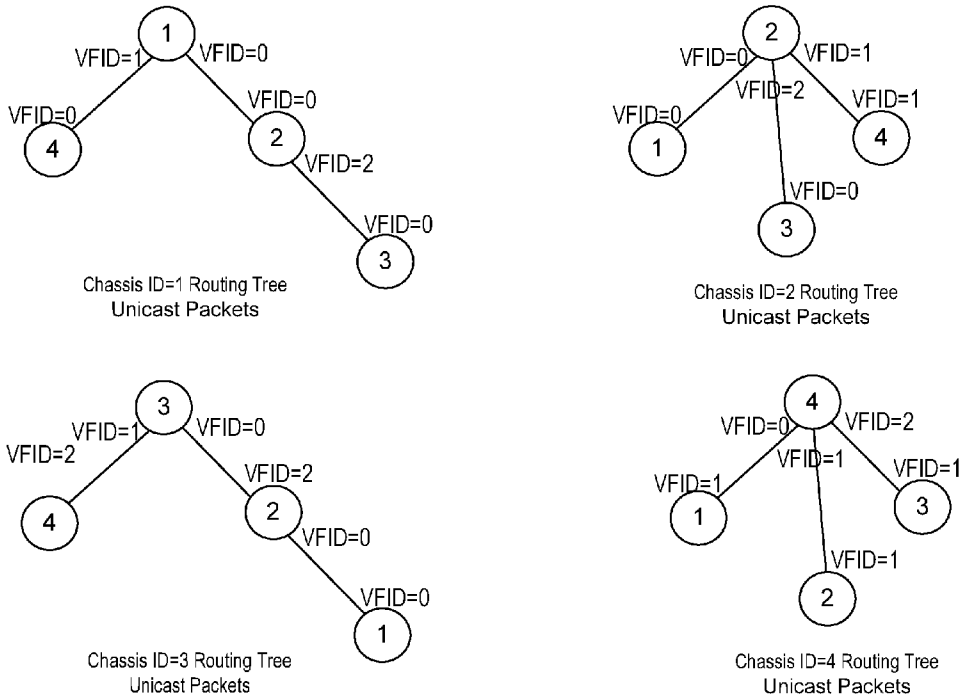 1
VFID=1
VFID=0
VFID=0
4
VFID=0
2
VFID=2
VFID=0
3
Chassis ID=1 Routing Tree
Unicast Packets
2
VFID=0
VFID=1
VFID=2
VFID=0
1
VFID=1
4
VFID=0
3
Chassis ID=2 Routing Tree
Unicast Packets
3
VFID=1
VFID=0
VFID=2
4
VFID=2
2
VFID=0
VFID=0
1
Chassis ID=3 Routing Tree
Unicast Packets
4
VFID=0
VFID=2
VFID=1
VFID=1
1
VFID=1
3
VFID=1
2
Chassis ID=4 Routing Tree
Unicast Packets